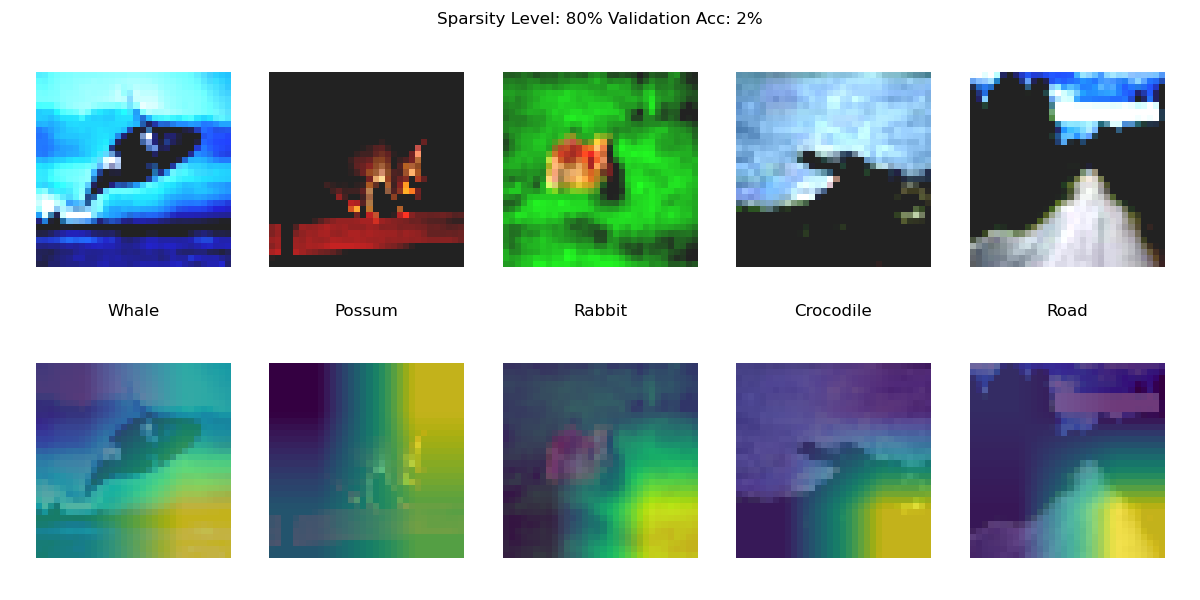 Sparsity Level: 80% Validation Acc: 2%
Whale
Possum
Rabbit
Crocodile
Road